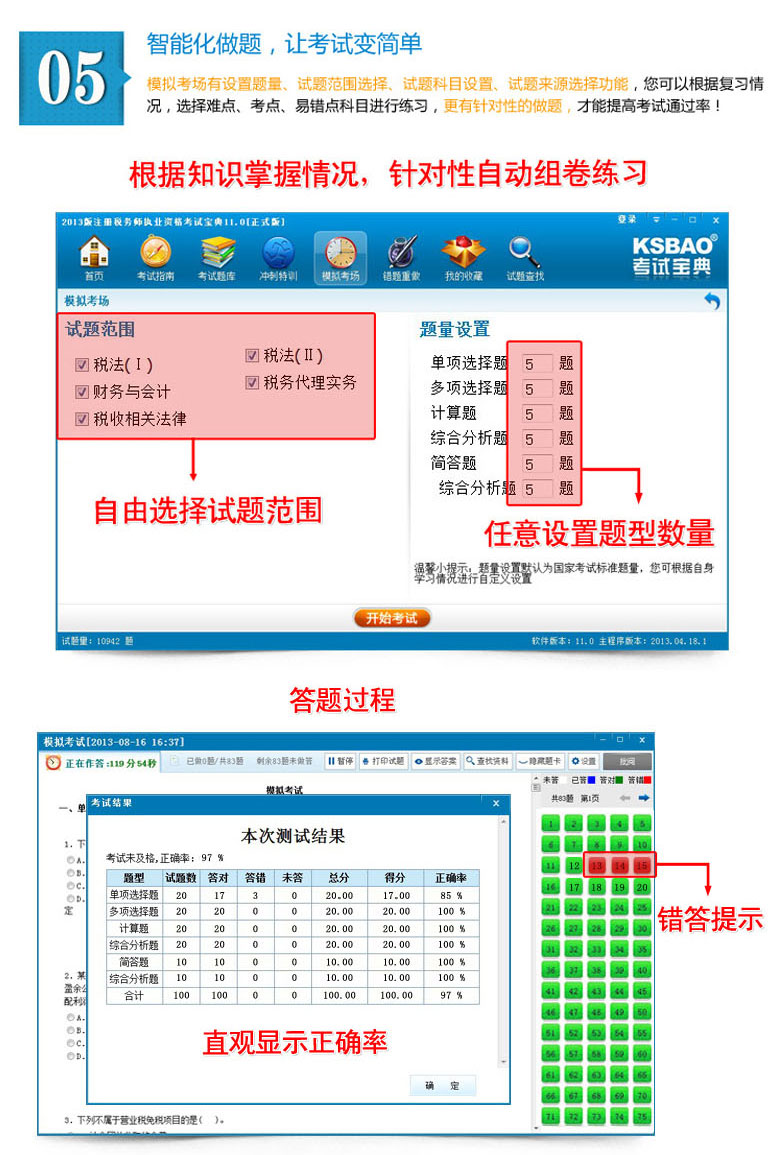 05
智能化做题，让考试变简单
模拟考场有设置题量、试题范围选择、试题科目设置、试题来源选择功能，您可以根据复习情
况，选择难点、考点、易错点科目进行练习，更有针对性的做题，才能提高考试通过率！
根据知识掌握情况，针对性自动组卷练习
2013版注册税务师执业资格考试宝典11.0[正式版]
登录
首页 考试指南 考试题库 冲刺特训 模拟考场 错题重做 我的收藏 试题查找
KSBAO®
考试宝典
模拟考场
试题范围
税法(Ⅰ) 税法(Ⅱ)
财务与会计 税务代理实务
税收相关法律
自由选择试题范围
题量设置
单项选择题 5 题
多项选择题 5 题
计算题 5 题
综合分析题 5 题
简答题 5 题
综合分析题 5 题
任意设置题型数量
温馨小提示：题量设置默认为国家考试标准题量，您可根据自身
学习情况进行自定义设置
开始考试
试题量：10942 题
软件版本：11.0 主程序版本：2013.04.18.1
答题过程
模拟考试[2013-08-16 16:37]
正在作答:119分54秒 已做0题/共83题 剩余83题未做答 暂停 打印试题 显示答案 查找资料 隐藏题卡 设置
模拟考试
未答 已答 答对 答错
共83题 第1页
一、单
1. 下
A.
B.
C.
D.
定
2. 某
盈余公
配利润
A.
B.
C.
D.
3. 下列不属于营业税免税项目的是( )。
考试结果
本次测试结果
考试未及格,正确率：97 %
题型 试题数 答对 答错 未答 总分 得分 正确率
单项选择题 20 17 3 0 20.00 17.00 85 %
多项选择题 20 20 0 0 20.00 20.00 100 %
计算题 20 20 0 0 20.00 20.00 100 %
综合分析题 20 20 0 0 20.00 20.00 100 %
简答题 10 10 0 0 10.00 10.00 100 %
综合分析题 10 10 0 0 10.00 10.00 100 %
合计 100 100 0 0 100.00 100.00 97 %
直观显示正确率
确 定
1 2 3 4 5
6 7 8 9 10
11 12 13 14 15
16 17 18 19 20
21 22 23 24 25
26 27 28 29 30
31 32 33 34 35
36 37 38 39 40
41 42 43 44 45
46 47 48 49 50
51 52 53 54 55
56 57 58 59 60
61 62 63 64 65
66 67 68 69 70
71 72 73 74 75
错答提示